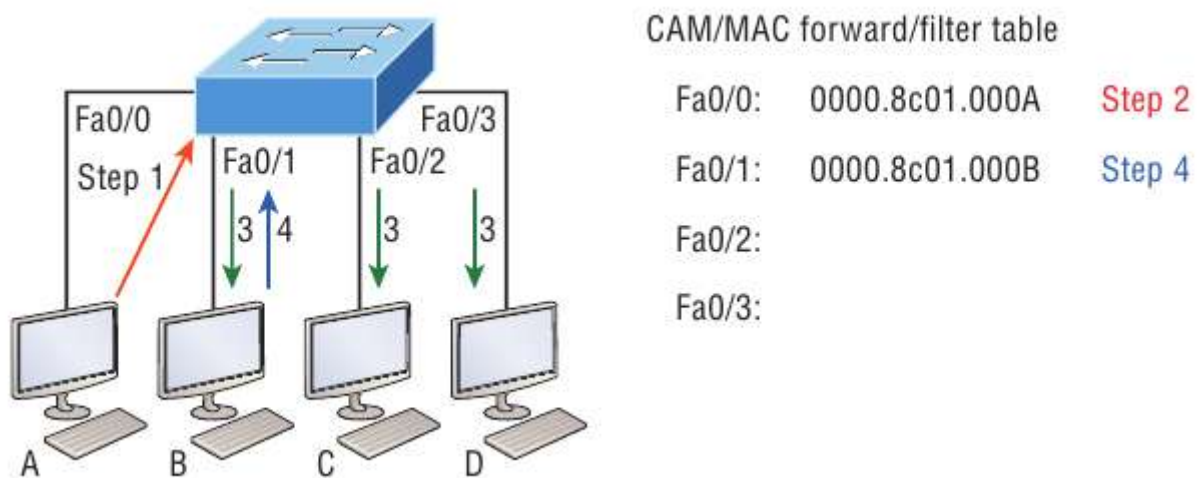 CAM/MAC forward/filter table
Fa0/0: 0000.8c01.000A Step 2
Fa0/1: 0000.8c01.000B Step 4
Fa0/2:
Fa0/3:
Fa0/0 Fa0/3
Step 1 Fa0/1 Fa0/2
3 4 3 3
A B C D